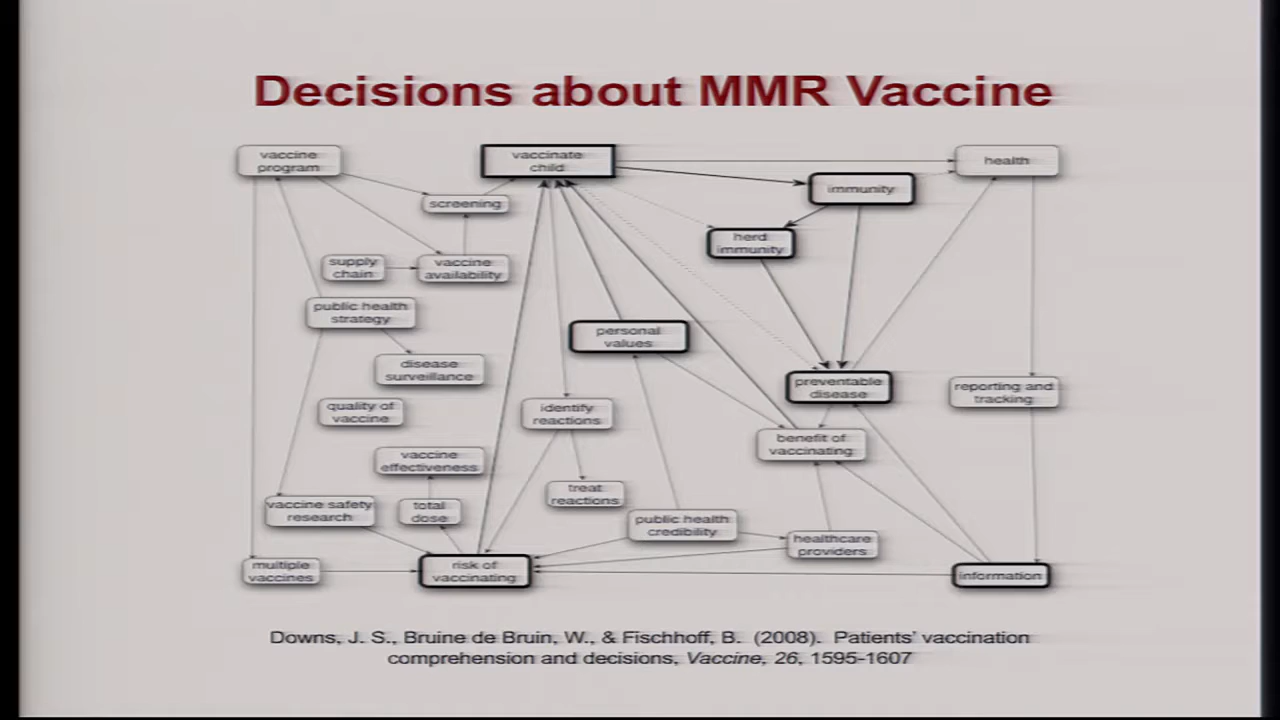 Decisions about MMR Vaccine
vaccine
program
vaccinate
child
health
immunity
screening
herd
immunity
supply
chain
vaccine
availability
public health
strategy
personal
values
disease
surveillance
preventable
disease
reporting and
tracking
quality of
vaccine
identify
reactions
benefit of
vaccinating
vaccine
effectiveness
treat
reactions
vaccine safety
research
total
dose
public health
credibility
healthcare
providers
multiple
vaccines
risk of
vaccinating
information
Downs, J. S., Bruine de Bruin, W., & Fischhoff, B. (2008). Patients' vaccination
comprehension and decisions, Vaccine, 26, 1595-1607